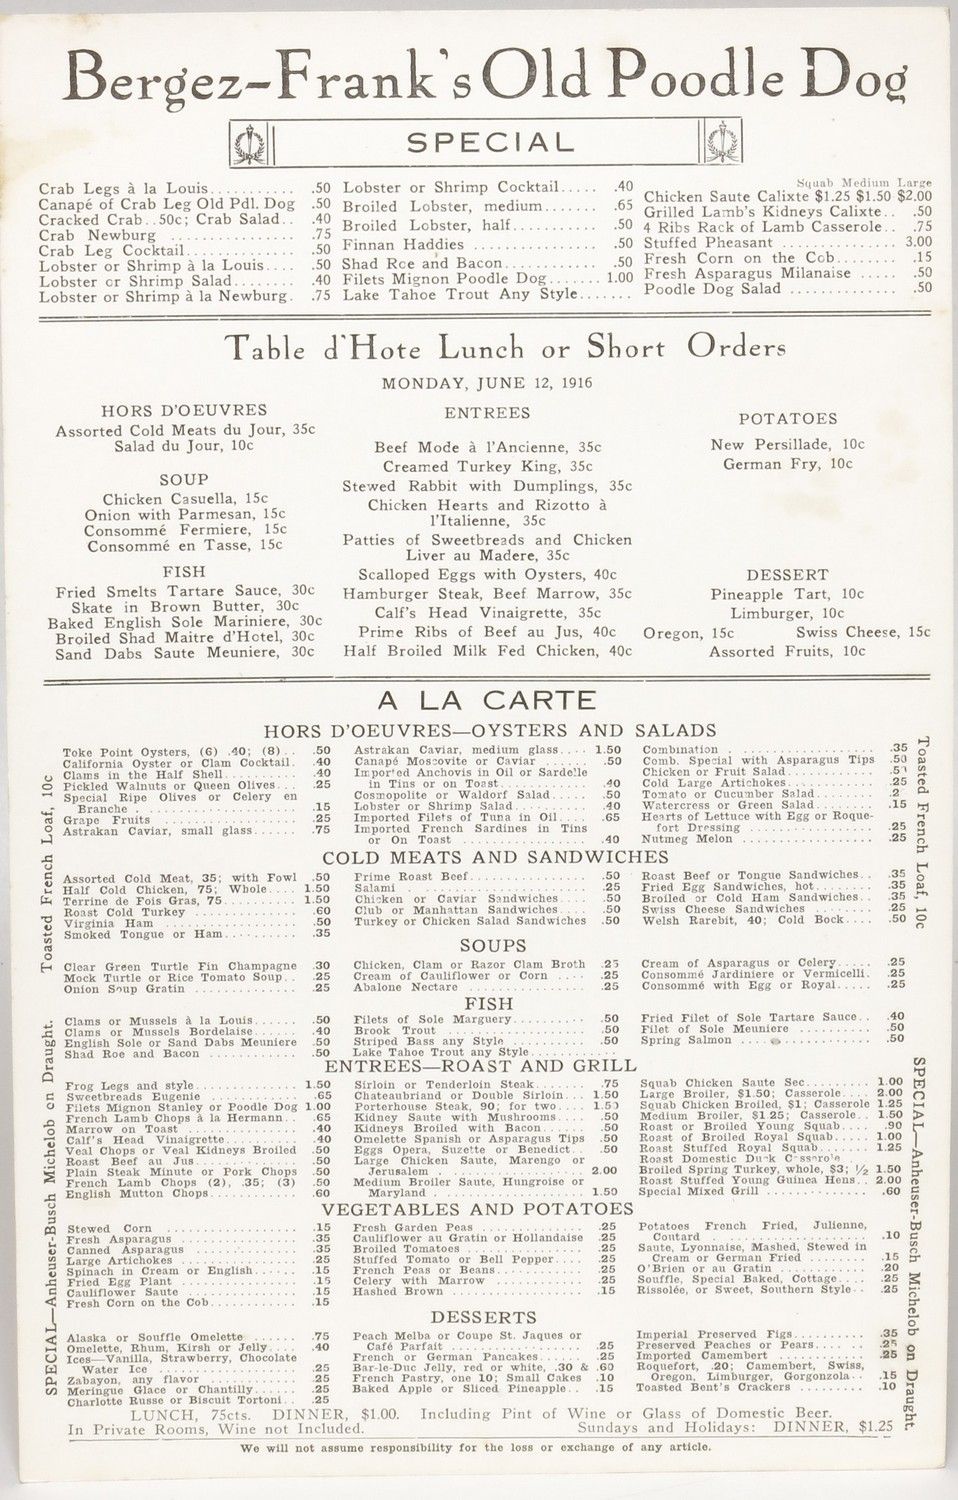 Bergez-Frank's Old Poodle Dog
SPECIAL
Crab Legs à la Louis........... .50
Canapé of Crab Leg Old Pdl. Dog .50
Cracked Crab..50c; Crab Salad.. .40
Crab Newburg .............. .75
Crab Leg Cocktail............. .50
Lobster or Shrimp à la Louis.... .50
Lobster or Shrimp Salad........ .40
Lobster or Shrimp à la Newburg. .75
Lobster or Shrimp Cocktail..... .40
Broiled Lobster, medium....... .65
Broiled Lobster, half........... .50
Finnan Haddies .............. .50
Shad Roe and Bacon............ .50
Filets Mignon Poodle Dog.......1.00
Lake Tahoe Trout Any Style.......
Squab Medium Large
Chicken Saute Calixte $1.25 $1.50 $2.00
Grilled Lamb's Kidneys Calixte.. .50
4 Ribs Rack of Lamb Casserole.. .75
Stuffed Pheasant .............. 3.00
Fresh Corn on the Cob........ .15
Fresh Asparagus Milanaise ..... .50
Poodle Dog Salad ............. .50
Table d'Hote Lunch or Short Orders
MONDAY, JUNE 12, 1916
HORS D'OEUVRES
Assorted Cold Meats du Jour, 35c
Salad du Jour, 10c
SOUP
Chicken Casuella, 15c
Onion with Parmesan, 15c
Consommé Fermiere, 15c
Consommé en Tasse, 15c
FISH
Fried Smelts Tartare Sauce, 30c
Skate in Brown Butter, 30c
Baked English Sole Mariniere, 30c
Broiled Shad Maitre d'Hotel, 30c
Sand Dabs Saute Meuniere, 30c
ENTREES
Beef Mode à l'Ancienne, 35c
Creamed Turkey King, 35c
Stewed Rabbit with Dumplings, 35c
Chicken Hearts and Rizotto à
l'Italienne, 35c
Patties of Sweetbreads and Chicken
Liver au Madere, 35c
Scalloped Eggs with Oysters, 40c
Hamburger Steak, Beef Marrow, 35c
Calf's Head Vinaigrette, 35c
Prime Ribs of Beef au Jus, 40c
Half Broiled Milk Fed Chicken, 40c
POTATOES
New Persillade, 10c
German Fry, 10c
DESSERT
Pineapple Tart, 10c
Limburger, 10c
Oregon, 15c Swiss Cheese, 15c
Assorted Fruits, 10c
A LA CARTE
HORS D'OEUVRES—OYSTERS AND SALADS
Toke Point Oysters, (6) .40; (8).. .50
California Oyster or Clam Cocktail. .40
Clams in the Half Shell.......... .40
Pickled Walnuts or Queen Olives... .25
Special Ripe Olives or Celery en
Branche ...................... .15
Grape Fruits .................. .25
Astrakan Caviar, small glass...... .75
Astrakan Caviar, medium glass.... 1.50
Canapé Moscovite or Caviar ...... .50
Imported Anchovis in Oil or Sardelle
in Tins or on Toast.............. .40
Cosmopolite or Waldorf Salad..... .50
Lobster or Shrimp Salad.......... .40
Imported Filets of Tuna in Oil.... .65
Imported French Sardines in Tins
or On Toast .................. .40
Combination ................... .35
Comb. Special with Asparagus Tips .50
Chicken or Fruit Salad............
Cold Large Artichokes............ .25
Tomato or Cucumber Salad........
Watercress or Green Salad........ .15
Hearts of Lettuce with Egg or Roque-
fort Dressing ................ .25
Nutmeg Melon ................. .25
COLD MEATS AND SANDWICHES
Assorted Cold Meat, 35; with Fowl .50
Half Cold Chicken, 75; Whole.... 1.50
Terrine de Fois Gras, 75.......... 1.50
Roast Cold Turkey .............. .60
Virginia Ham .................. .50
Smoked Tongue or Ham.......... .35
Prime Roast Beef............... .50
Salami ....................... .25
Chicken or Caviar Sandwiches.... .50
Club or Manhattan Sandwiches.... .50
Turkey or Chicken Salad Sandwiches .50
Roast Beef or Tongue Sandwiches.. .35
Fried Egg Sandwiches, hot........ .35
Broiled or Cold Ham Sandwiches.. .35
Swiss Cheese Sandwiches ........ .25
Welsh Rarebit, 40; Cold Bock.... .50
SOUPS
Clear Green Turtle Fin Champagne .30
Mock Turtle or Rice Tomato Soup.. .25
Onion Soup Gratin .............. .25
Chicken, Clam or Razor Clam Broth .25
Cream of Cauliflower or Corn .... .25
Abalone Nectare ................ .25
Cream of Asparagus or Celery..... .25
Consommé Jardiniere or Vermicelli. .25
Consommé with Egg or Royal..... .25
FISH
Clams or Mussels à la Louis...... .50
Clams or Mussels Bordelaise...... .40
English Sole or Sand Dabs Meuniere .50
Shad Roe and Bacon ............ .50
Filets of Sole Marguery.......... .50
Brook Trout ................... .50
Striped Bass any Style .......... .50
Lake Tahoe Trout any Style...........
Fried Filet of Sole Tartare Sauce.. .40
Filet of Sole Meuniere .......... .50
Spring Salmon ................. .50
ENTREES—ROAST AND GRILL
Frog Legs and style.............. 1.50
Sweetbreads Eugenie ............ .65
Filets Mignon Stanley or Poodle Dog 1.00
French Lamb Chops à la Hermann.. .65
Marrow on Toast ............... .40
Calf's Head Vinaigrette.......... .40
Veal Chops or Veal Kidneys Broiled .50
Roast Beef au Jus............... .50
Plain Steak Minute or Pork Chops .50
French Lamb Chops (2), .35; (3) .50
English Mutton Chops............ .60
Sirloin or Tenderloin Steak....... .75
Chateaubriand or Double Sirloin... 1.50
Porterhouse Steak, 90; for two.... 1.50
Kidney Saute with Mushrooms.... .50
Kidneys Broiled with Bacon....... .50
Omelette Spanish or Asparagus Tips .50
Eggs Opera, Suzette or Benedict.. .50
Large Chicken Saute, Marengo or
Jerusalem .................... 2.00
Medium Broiler Saute, Hungroise or
Maryland .................... 1.50
Squab Chicken Saute Sec......... 1.00
Large Broiler, $1.50; Casserole.... 2.00
Squab Chicken Broiled, $1; Casserole 1.25
Medium Broiler, $1.25; Casserole.. 1.50
Roast or Broiled Young Squab.... .90
Roast of Broiled Royal Squab..... 1.00
Roast Stuffed Royal Squab....... 1.25
Roast Domestic
Broiled Spring Turkey, whole, $3; ½ 1.50
Roast Stuffed Young Guinea Hens.. 2.00
Special Mixed Grill ............. .60
VEGETABLES AND POTATOES
Stewed Corn .................. .15
Fresh Asparagus ............... .35
Canned Asparagus .............. .35
Large Artichokes ............... .25
Spinach in Cream or English...... .15
Fried Egg Plant ................ .15
Cauliflower Saute .............. .15
Fresh Corn on the Cob........... .15
Fresh Garden Peas .............. .25
Cauliflower au Gratin or Hollandaise .25
Broiled Tomatoes ............... .25
Stuffed Tomato or Bell Pepper.... .25
French Peas or Beans............ .25
Celery with Marrow ............ .25
Hashed Brown ................. .15
Potatoes French Fried, Julienne,
Coutard ..................... .10
Saute, Lyonnaise, Mashed, Stewed in
Cream or German Fried ....... .15
O'Brien or au Gratin ............ .20
Souffle, Special Baked, Cottage.... .25
Rissolée, or Sweet, Southern Style.. .25
DESSERTS
Alaska or Souffle Omelette ...... .75
Omelette, Rhum, Kirsh or Jelly.... .40
Ices—Vanilla, Strawberry, Chocolate
Water Ice .................... .25
Zabayon, any flavor ............ .25
Meringue Glace or Chantilly...... .25
Charlotte Russe or Biscuit Tortoni.. .25
Peach Melba or Coupe St. Jaques or
Café Parfait .................. .25
French or German Pancakes...... .25
Bar-le-Duc Jelly, red or white, .30 & .60
French Pastry, one 10; Small Cakes .10
Baked Apple or Sliced Pineapple.. .15
Imperial Preserved Figs.......... .35
Preserved Peaches or Pears...... .25
Imported Camembert ............ .25
Roquefort, .20; Camembert, Swiss,
Oregon, Limburger, Gorgonzola.. .15
Toasted Bent's Crackers ......... .10
LUNCH, 75cts. DINNER, $1.00. Including Pint of Wine or Glass of Domestic Beer.
In Private Rooms, Wine not Included. Sundays and Holidays: DINNER, $1.25
We will not assume responsibility for the loss or exchange of any article.
Toasted French Loaf, 10c
SPECIAL—Anheuser-Busch Michelob on Draught.
Toasted French Loaf, 10c
SPECIAL—Anheuser-Busch Michelob on Draught.